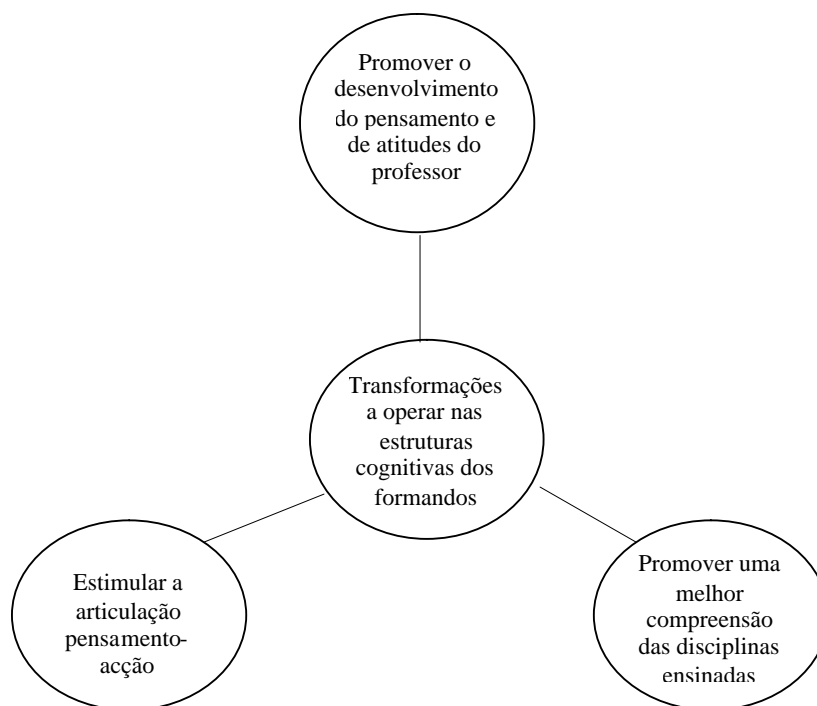 Promover o
desenvolvimento
do pensamento e
de atitudes do
professor
Transformações
a operar nas
estruturas
cognitivas dos
formandos
Estimular a
articulação
pensamento-
acção
Promover uma
melhor
compreensão
das disciplinas
ensinadas